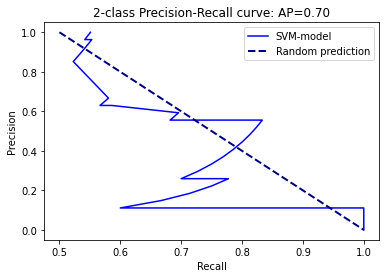 2-class Precision-Recall curve: AP=0.70
SVM-model
Random prediction
Precision
1.0
0.8
0.6
0.4
0.2
0.0
0.5 0.6 0.7 0.8 0.9 1.0
Recall